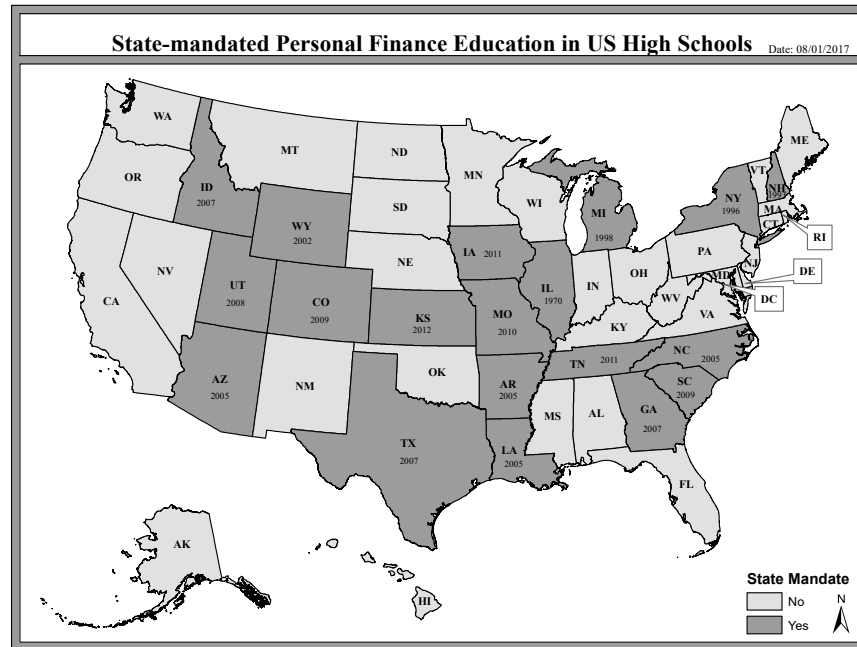 State-mandated Personal Finance Education in US High Schools Date: 08/01/2017
WA
MT
ND
MN
ME
VT
OR
ID
2007
NH
WI
NY
1996
SD
MI
1998
MA
CT
RI
WY
2002
IA 2011
PA
NJ
NE
OH
MD
DE
NV
UT
2008
IL
1970
IN
DC
CA
CO
2009
WV
VA
KS
2012
MO
2010
KY
NC
2005
TN 2011
AZ
2005
NM
OK
AR
2005
SC
2009
MS
AL
GA
2007
TX
2007
LA
2005
FL
AK
HI
State Mandate
No
Yes
N